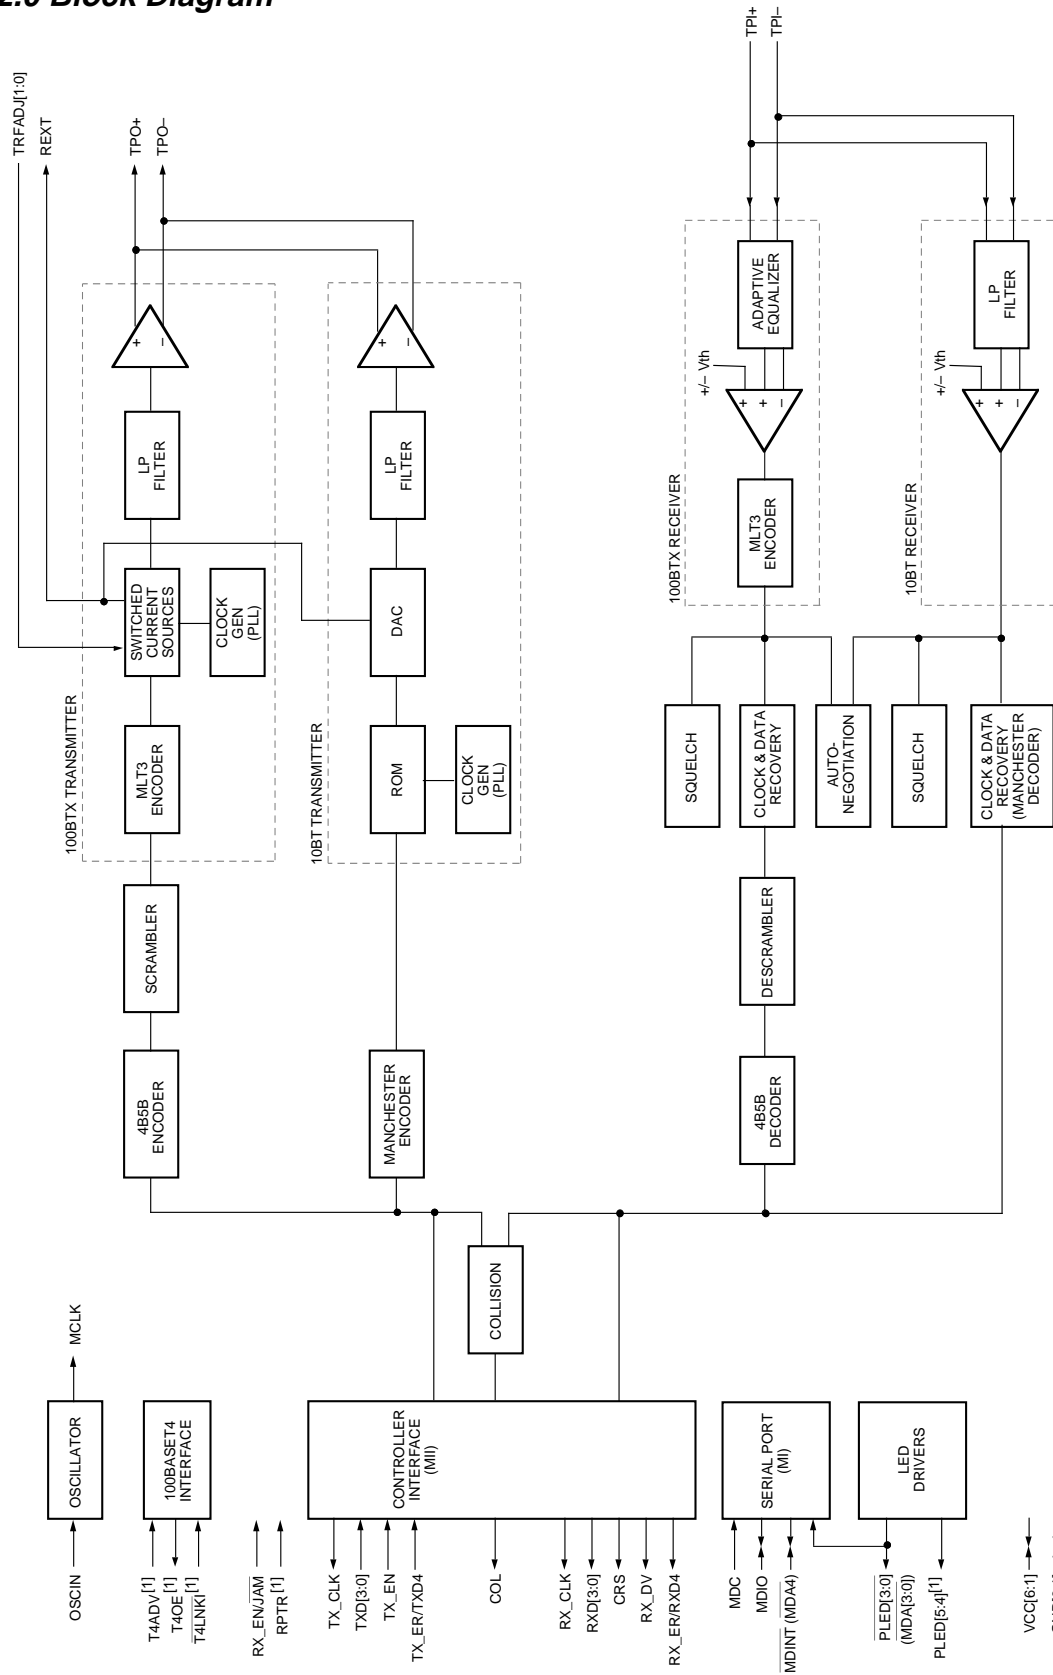 2.0 Block Diagram
TRFADJ[1:0]
REXT
TPO+
TPO–
TPI+
TPI–
100BTX TRANSMITTER
+
–
LP
FILTER
SWITCHED
CURRENT
SOURCES
CLOCK
GEN
(PLL)
MLT3
ENCODER
SCRAMBLER
4B5B
ENCODER
10BT TRANSMITTER
+
–
LP
FILTER
DAC
ROM
CLOCK
GEN
(PLL)
MANCHESTER
ENCODER
100BTX RECEIVER
ADAPTIVE
EQUALIZER
+/– Vth
+
+
–
MLT3
ENCODER
10BT RECEIVER
LP
FILTER
+/– Vth
+
+
–
SQUELCH
CLOCK & DATA
RECOVERY
AUTO-
NEGOTIATION
SQUELCH
CLOCK & DATA
RECOVERY
(MANCHESTER
DECODER)
DESCRAMBLER
4B5B
DECODER
COLLISION
OSCILLATOR
MCLK
OSCIN
100BASET4
INTERFACE
T4ADV[1]
T4OE[1]
T4LNKI[1]
RX_EN/JAM
RPTR[1]
CONTROLLER
INTERFACE
(MII)
TX_CLK
TXD[3:0]
TX_EN
TX_ER/TXD4
COL
RX_CLK
RXD[3:0]
CRS
RX_DV
RX_ER/RXD4
SERIAL PORT
(MI)
MDC
MDIO
MDINT (MDA4)
LED
DRIVERS
PLED[3:0]
(MDA[3:0])
PLED[5:4][1]
VCC[6:1]